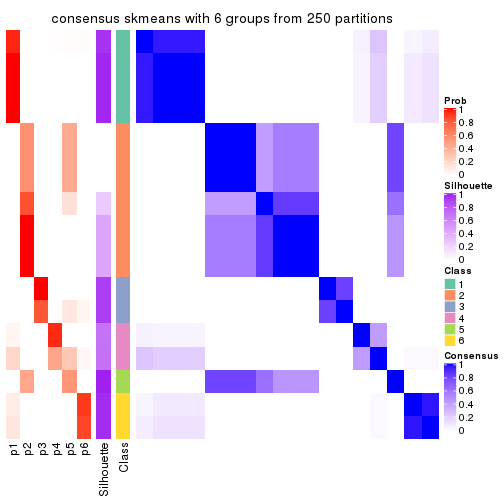 consensus skmeans with 6 groups from 250 partitions
Prob
1
0.8
0.6
0.4
0.2
0
Silhouette
1
0.8
0.6
0.4
0.2
0
Class
1
2
3
4
5
6
Consensus
1
0.8
0.6
0.4
0.2
0
p1
p2
p3
p4
p5
p6
Silhouette
Class